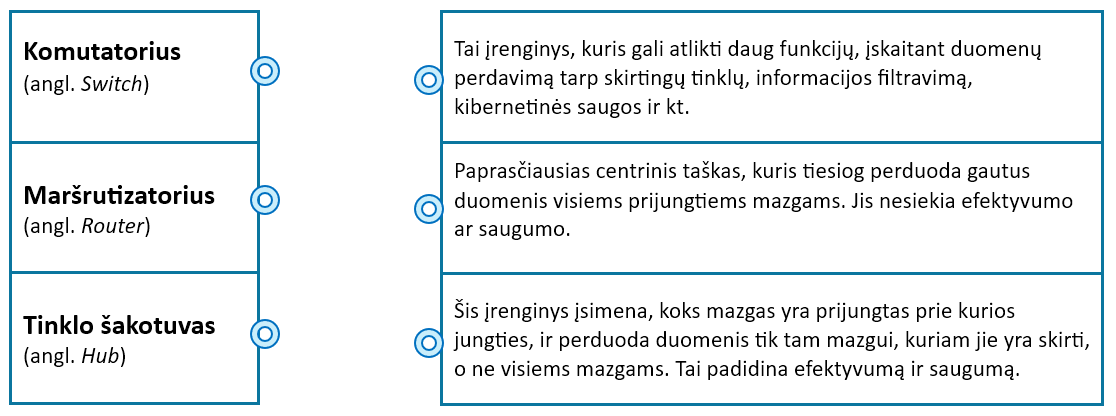 Komutatorius
(angl. Switch)
Maršrutizatorius
(angl. Router)
Tinklo šakotuvas
(angl. Hub)
Tai įrenginys, kuris gali atlikti daug funkcijų, įskaitant duomenų
perdavimą tarp skirtingų tinklų, informacijos filtravimą,
kibernetinės saugos ir kt.
Paprasčiausias centrinis taškas, kuris tiesiog perduoda gautus
duomenis visiems prijungtiems mazgams. Jis nesiekia efektyvumo
ar saugumo.
Šis įrenginys įsimena, koks mazgas yra prijungtas prie kurios
jungties, ir perduoda duomenis tik tam mazgui, kuriam jie yra skirti,
o ne visiems mazgams. Tai padidina efektyvumą ir saugumą.